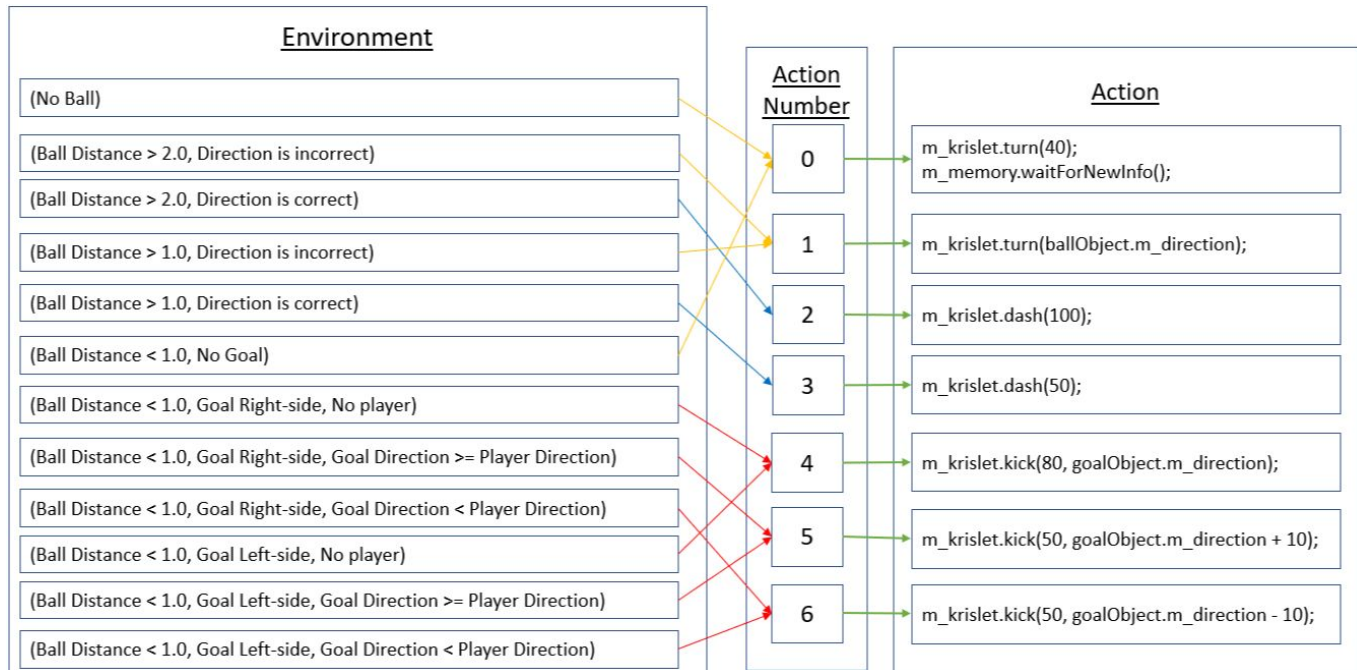 Environment
(No Ball)
(Ball Distance > 2.0, Direction is incorrect)
(Ball Distance > 2.0, Direction is correct)
(Ball Distance > 1.0, Direction is incorrect)
(Ball Distance > 1.0, Direction is correct)
(Ball Distance < 1.0, No Goal)
(Ball Distance < 1.0, Goal Right-side, No player)
(Ball Distance < 1.0, Goal Right-side, Goal Direction >= Player Direction)
(Ball Distance < 1.0, Goal Right-side, Goal Direction < Player Direction)
(Ball Distance < 1.0, Goal Left-side, No player)
(Ball Distance < 1.0, Goal Left-side, Goal Direction >= Player Direction)
(Ball Distance < 1.0, Goal Left-side, Goal Direction < Player Direction)
Action
Number
0
1
2
3
4
5
6
Action
m_krislet.turn(40);
m_memory.waitForNewInfo();
m_krislet.turn(ballObject.m_direction);
m_krislet.dash(100);
m_krislet.dash(50);
m_krislet.kick(80, goalObject.m_direction);
m_krislet.kick(50, goalObject.m_direction + 10);
m_krislet.kick(50, goalObject.m_direction - 10);